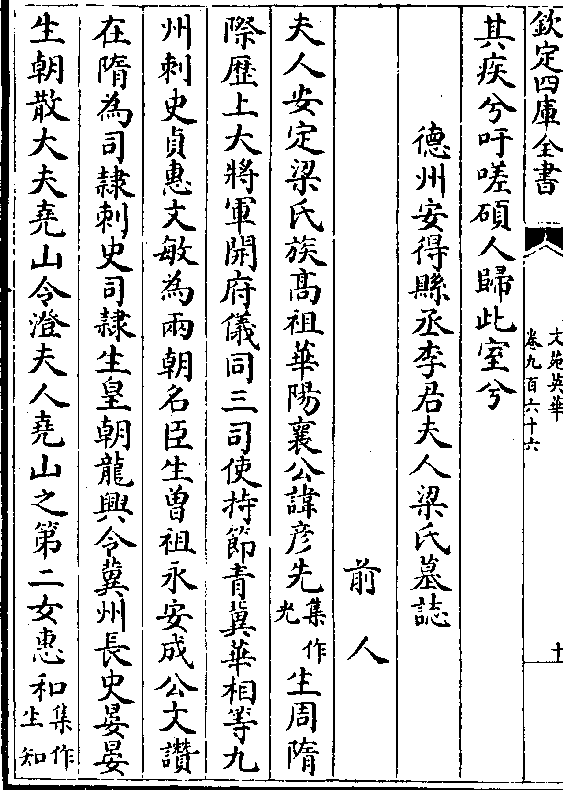 欽定四庫全書
文苑英華
卷九百六十六
十
其疾兮吁嗟碩人歸此室兮
德州安得縣丞李君夫人梁氏墓誌
前人
夫人安定梁氏族髙祖華陽襄公諱彦先集作光生周隋
際歴上大將軍開府儀同三司使持節青冀華相等九
州刺史貞惠文敏為兩朝名臣生曽祖永安成公文讃
在隋為司隸刺史司隸生皇朝龍興令冀州長史晏晏
生朝散大夫堯山令澄夫人堯山之第二女惠和集作生知